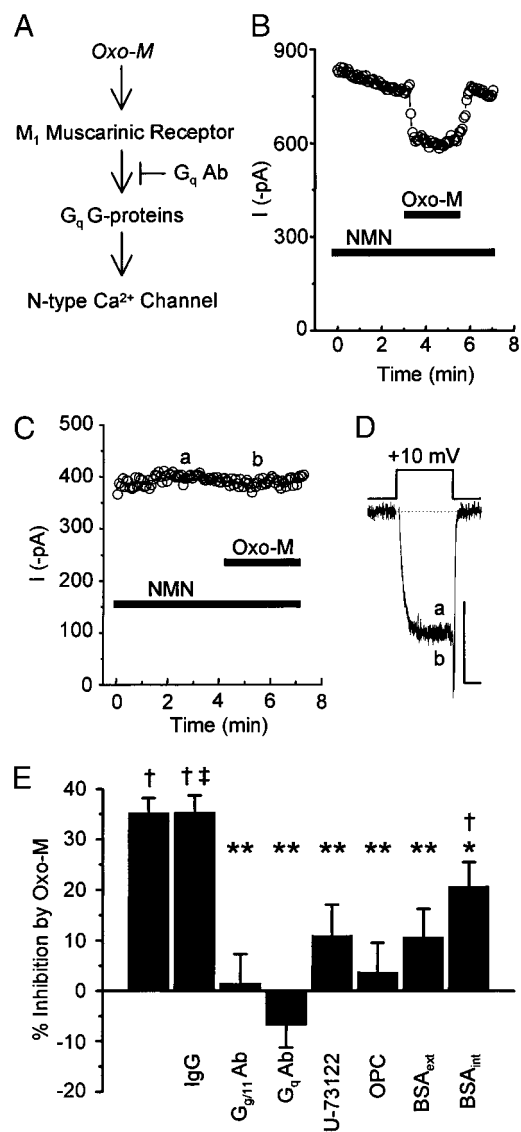 A
Oxo-M
M₁ Muscarinic Receptor
Gq Ab
Gq G-proteins
N-type Ca²⁺ Channel
B
I (-pA)
900
600
300
0
Oxo-M
NMN
0 2 4 6 8
Time (min)
C
I (-pA)
500
400
300
200
100
0
a b
Oxo-M
NMN
0 2 4 6 8
Time (min)
D
+10 mV
a
b
E
% Inhibition by Oxo-M
40
30
20
10
0
-10
-20
† †‡ ** ** ** ** ** † *
IgG
Gg/11 Ab
Gq Ab
U-73122
OPC
BSAext
BSAint